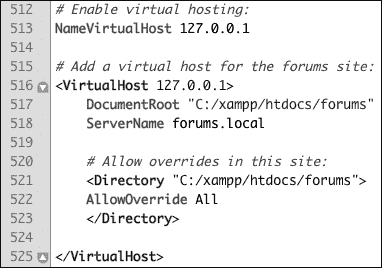 512 # Enable virtual hosting:
513 NameVirtualHost 127.0.0.1
514
515 # Add a virtual host for the forums site:
516 <VirtualHost 127.0.0.1>
517 DocumentRoot "C:/xampp/htdocs/forums"
518 ServerName forums.local
519
520 # Allow overrides in this site:
521 <Directory "C:/xampp/htdocs/forums">
522 AllowOverride All
523 </Directory>
524
525 </VirtualHost>